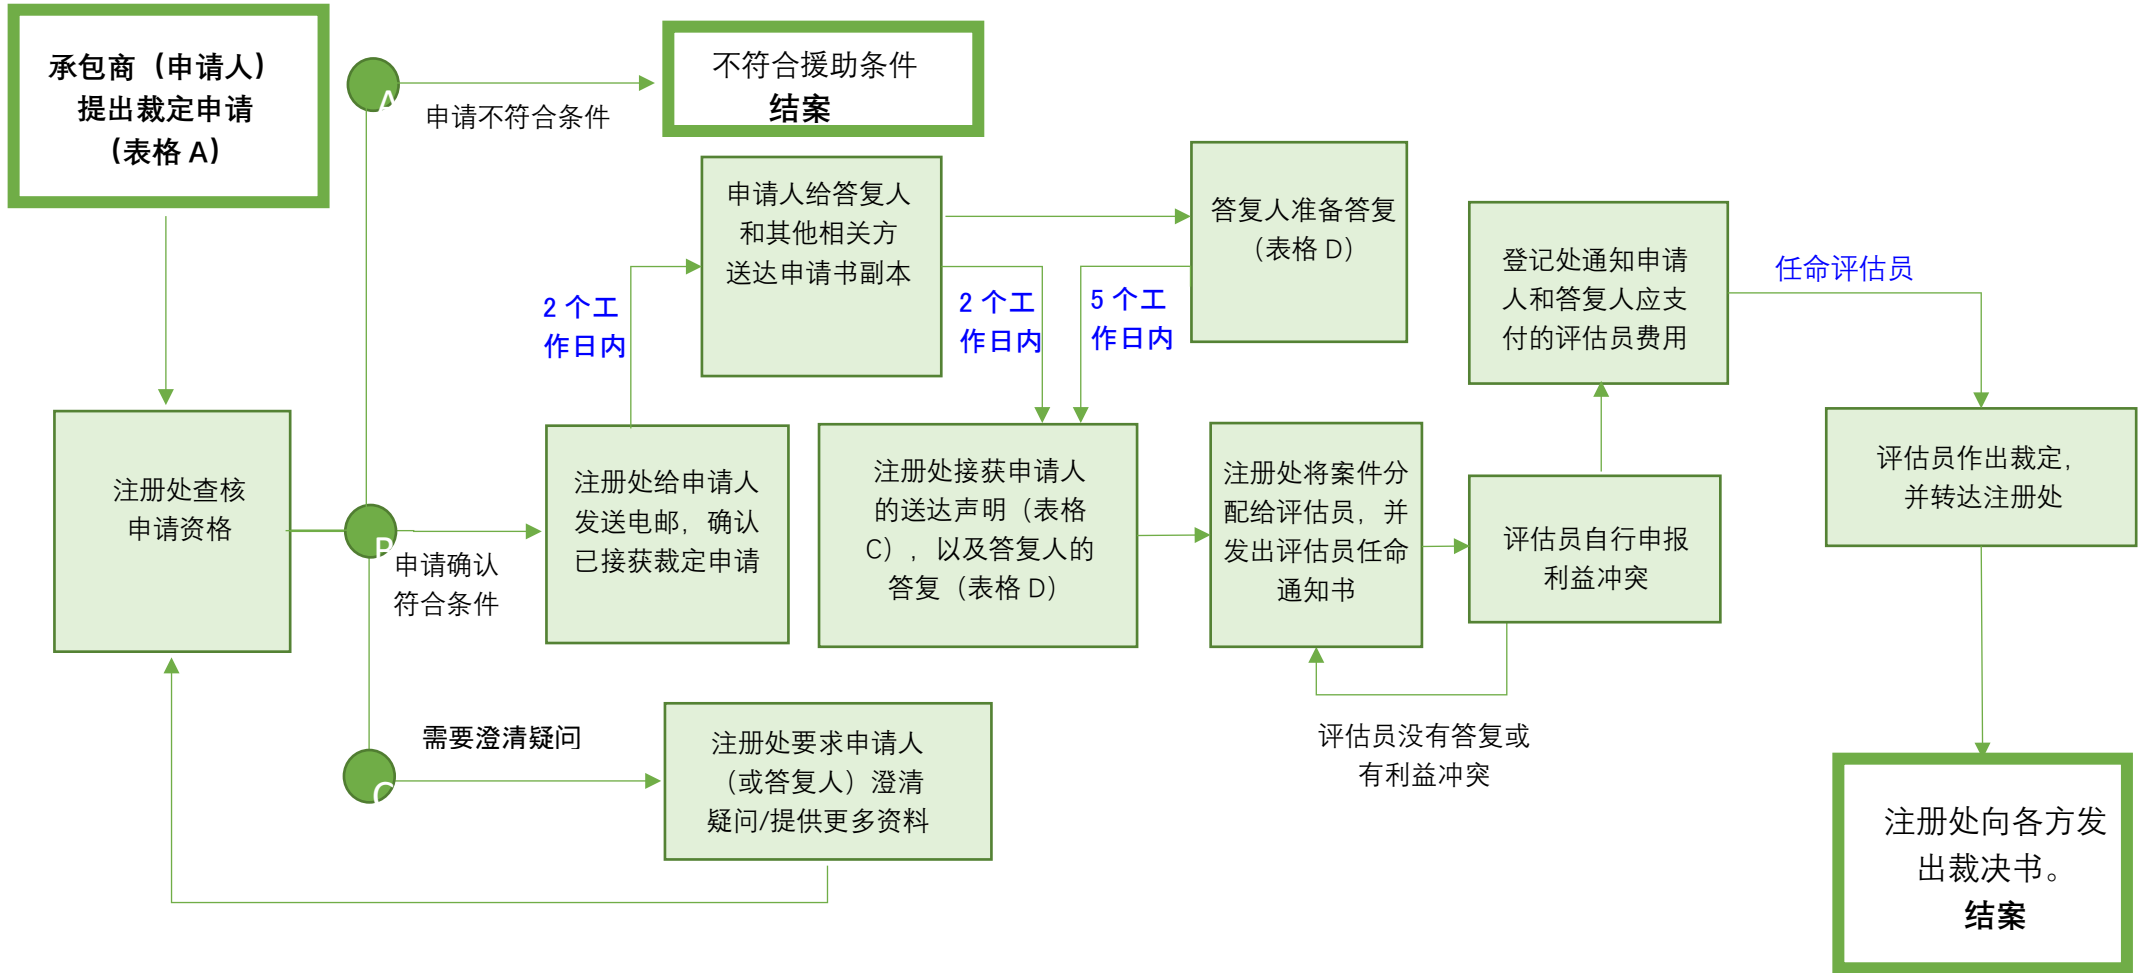 承包商（申请人）
提出裁定申请
（表格 A）
A
申请不符合条件
不符合援助条件
结案
注册处查核
申请资格
B
申请确认
符合条件
注册处给申请人
发送电邮，确认
已接获裁定申请
2 个工
作日内
申请人给答复人
和其他相关方
送达申请书副本
2 个工
作日内
答复人准备答复
（表格 D）
5 个工
作日内
注册处接获申请人
的送达声明（表格
C），以及答复人的
答复（表格 D）
注册处将案件分
配给评估员，并
发出评估员任命
通知书
评估员自行申报
利益冲突
评估员没有答复或
有利益冲突
登记处通知申请
人和答复人应支
付的评估员费用
任命评估员
评估员作出裁定，
并转达注册处
注册处向各方发
出裁决书。
结案
C
需要澄清疑问
注册处要求申请人
（或答复人）澄清
疑问/提供更多资料